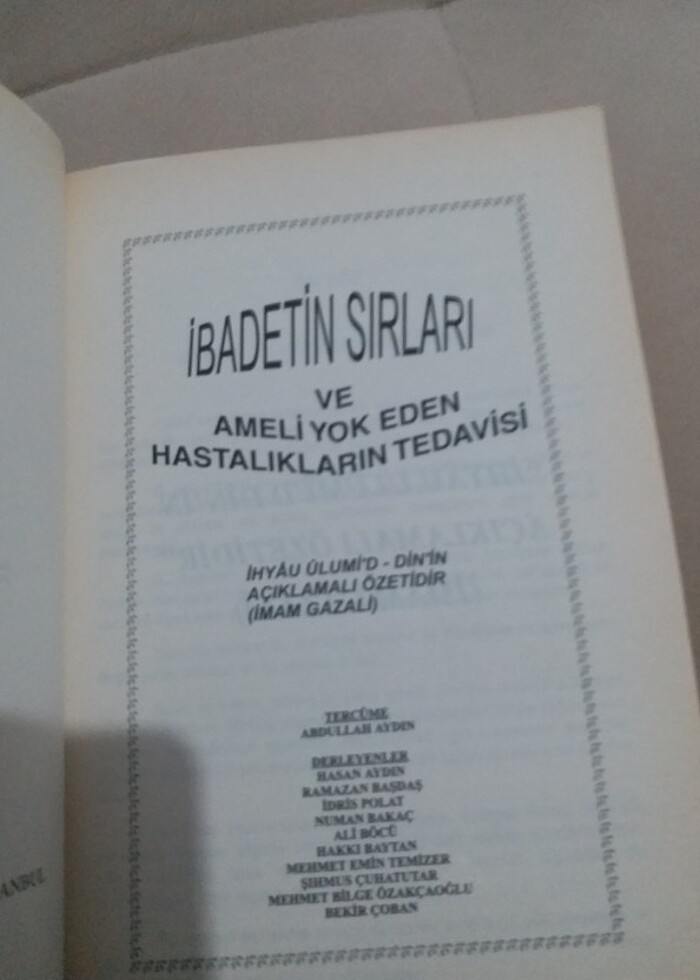 İBADETİN SIRLARI
VE
AMELİ YOK EDEN
HASTALIKLARIN TEDAVİSİ
İHYÂU ÛLUMİ'D - DİN'İN
AÇIKLAMALI ÖZETİDİR
(İMAM GAZALİ)
TERCÜME
ABDULLAH AYDIN
DERLEYENLER
HASAN AYDIN
RAMAZAN BAŞDAŞ
İDRİS POLAT
NUMAN BAKAÇ
ALİ BÖCÜ
HAKKI BAYTAN
MEHMET EMİN TEMİZER
ŞIHMUS ÇUHATUTAR
MEHMET BİLGE ÖZAKÇAOĞLU
BEKİR ÇOBAN
ANBUL